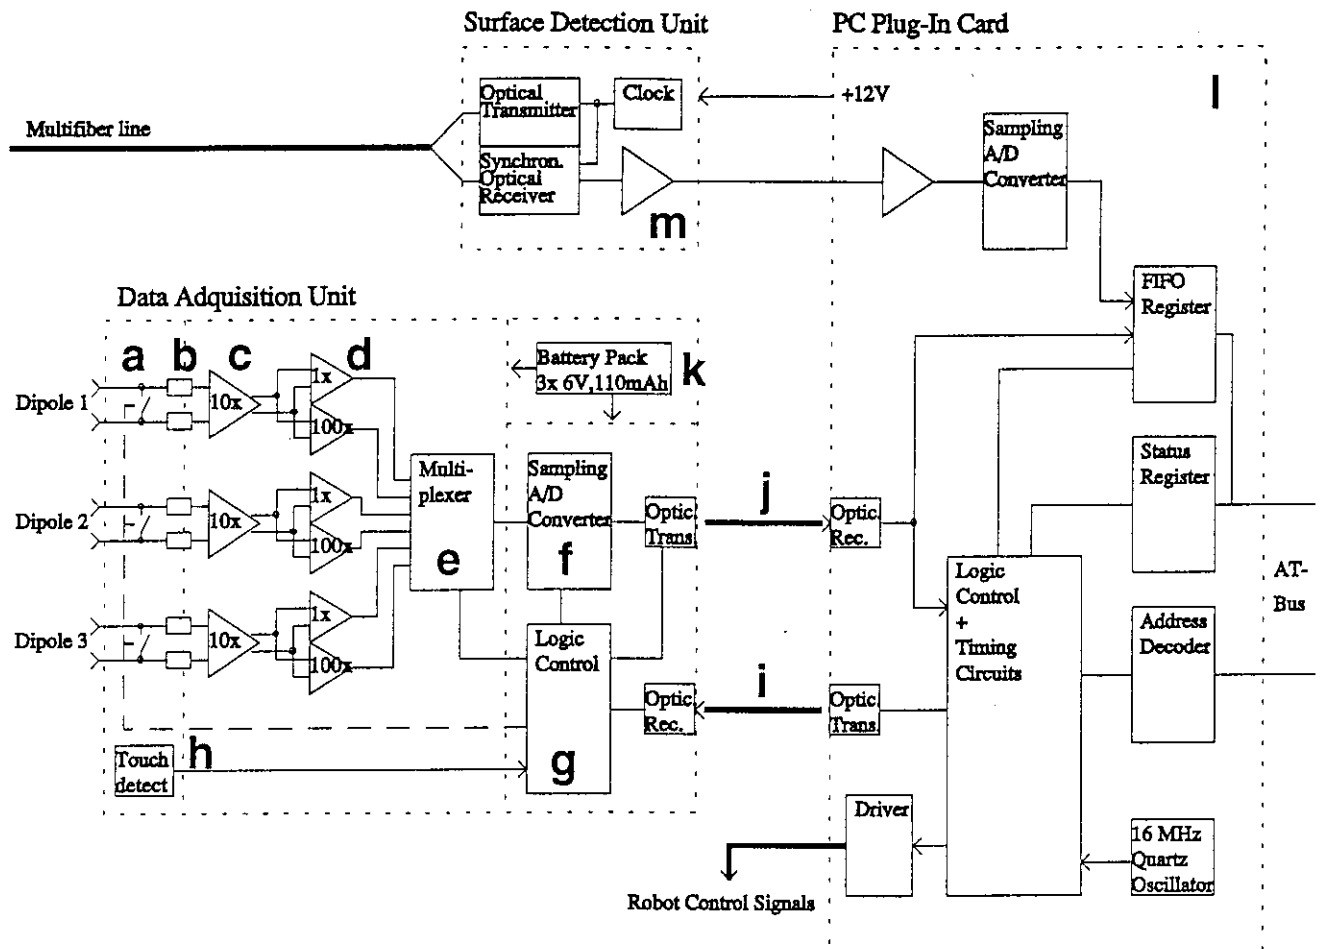 Surface Detection Unit
PC Plug-In Card
Optical
Transmitter
Clock
+12V
l
Sampling
A/D
Converter
Multifiber line
Synchron.
Optical
Receiver
m
FIFO
Register
Data Adquisition Unit
a
b
c
d
Battery Pack
3x 6V,110mAh
k
Dipole 1
10x
1x
100x
Multi-
plexer
e
Sampling
A/D
Converter
f
Optic.
Trans.
j
Optic.
Rec.
Status
Register
Dipole 2
10x
1x
100x
Logic
Control
+
Timing
Circuits
AT-
Bus
Dipole 3
10x
1x
100x
Logic
Control
g
Address
Decoder
i
Optic.
Rec.
Optic.
Trans.
h
Touch
detect
Driver
16 MHz
Quartz
Oscillator
Robot Control Signals